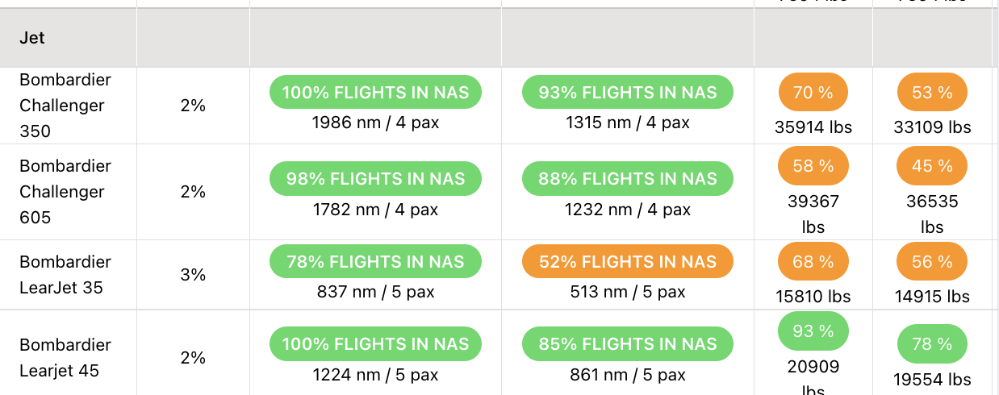 Jet
Bombardier
Challenger
350
2%
100% FLIGHTS IN NAS
1986 nm / 4 pax
93% FLIGHTS IN NAS
1315 nm / 4 pax
70 %
35914 lbs
53 %
33109 lbs
Bombardier
Challenger
605
2%
98% FLIGHTS IN NAS
1782 nm / 4 pax
88% FLIGHTS IN NAS
1232 nm / 4 pax
58 %
39367
lbs
45 %
36535
lbs
Bombardier
LearJet 35
3%
78% FLIGHTS IN NAS
837 nm / 5 pax
52% FLIGHTS IN NAS
513 nm / 5 pax
68 %
15810 lbs
56 %
14915 lbs
Bombardier
Learjet 45
2%
100% FLIGHTS IN NAS
1224 nm / 5 pax
85% FLIGHTS IN NAS
861 nm / 5 pax
93 %
20909
lbs
78 %
19554 lbs